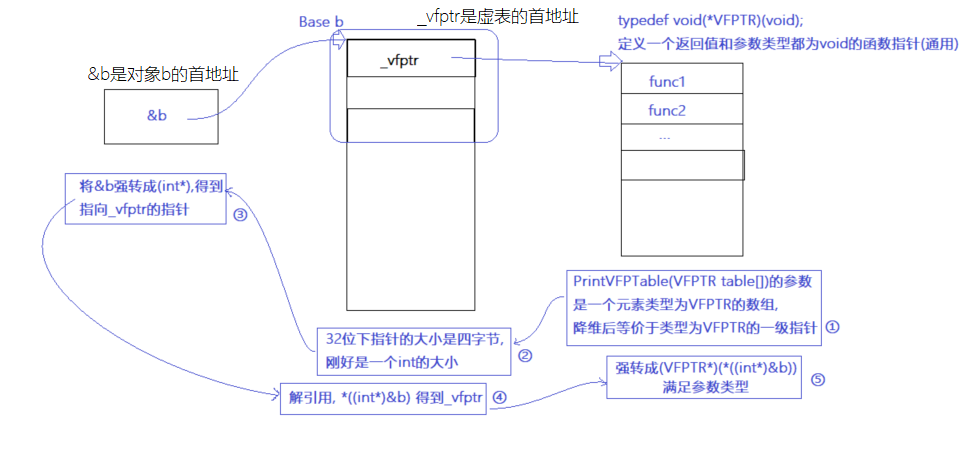 _vfptr是虚表的首地址
Base b
typedef void(*VFPTR)(void);
定义一个返回值和参数类型都为void的函数指针(通用)
_vfptr
&b是对象b的首地址
&b
func1
func2
...
将&b强转成(int*),得到
指向_vfptr的指针
③
PrintVFPTable(VFPTR table[])的参数
是一个元素类型为VFPTR的数组,
降维后等价于类型为VFPTR的一级指针
①
32位下指针的大小是四字节,
刚好是一个int的大小
②
强转成(VFPTR*)(*((int*)&b))
满足参数类型
⑤
解引用, *((int*)&b) 得到_vfptr
④